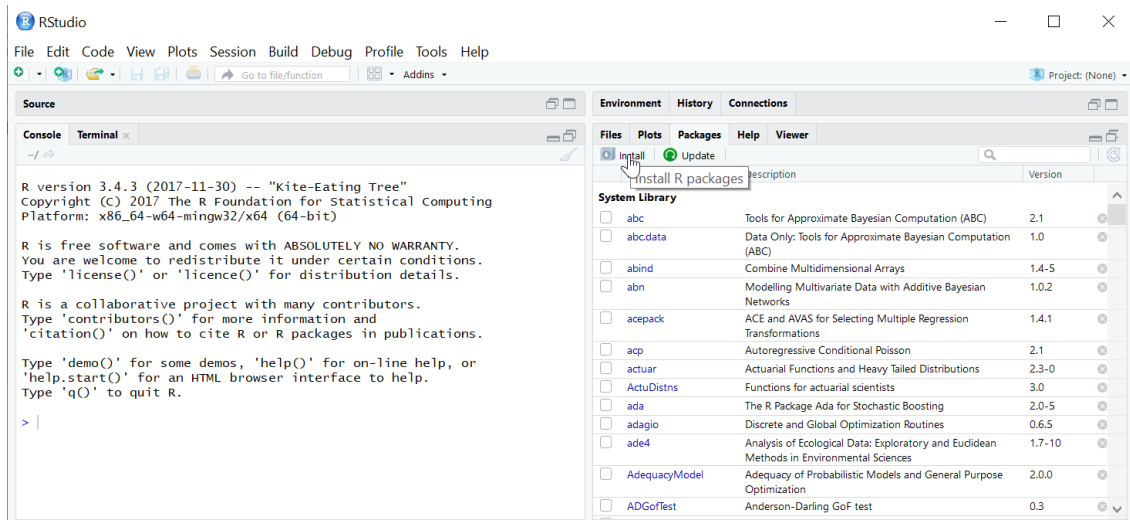 RStudio
File Edit Code View Plots Session Build Debug Profile Tools Help
Go to file/function Addins Project: (None)
Source
Console Terminal
~/
R version 3.4.3 (2017-11-30) -- "Kite-Eating Tree"
Copyright (C) 2017 The R Foundation for Statistical Computing
Platform: x86_64-w64-mingw32/x64 (64-bit)
R is free software and comes with ABSOLUTELY NO WARRANTY.
You are welcome to redistribute it under certain conditions.
Type 'license()' or 'licence()' for distribution details.
R is a collaborative project with many contributors.
Type 'contributors()' for more information and
'citation()' on how to cite R or R packages in publications.
Type 'demo()' for some demos, 'help()' for on-line help, or
'help.start()' for an HTML browser interface to help.
Type 'q()' to quit R.
>
Environment History Connections
Files Plots Packages Help Viewer
Install Update
Install R packages
Description Version
System Library
abc Tools for Approximate Bayesian Computation (ABC) 2.1
abc.data Data Only: Tools for Approximate Bayesian Computation 1.0
(ABC)
abind Combine Multidimensional Arrays 1.4-5
abn Modelling Multivariate Data with Additive Bayesian 1.0.2
Networks
acepack ACE and AVAS for Selecting Multiple Regression 1.4.1
Transformations
acp Autoregressive Conditional Poisson 2.1
actuar Actuarial Functions and Heavy Tailed Distributions 2.3-0
ActuDistns Functions for actuarial scientists 3.0
ada The R Package Ada for Stochastic Boosting 2.0-5
adagio Discrete and Global Optimization Routines 0.6.5
ade4 Analysis of Ecological Data: Exploratory and Euclidean 1.7-10
Methods in Environmental Sciences
AdequacyModel Adequacy of Probabilistic Models and General Purpose 2.0.0
Optimization
ADGofTest Anderson-Darling GoF test 0.3